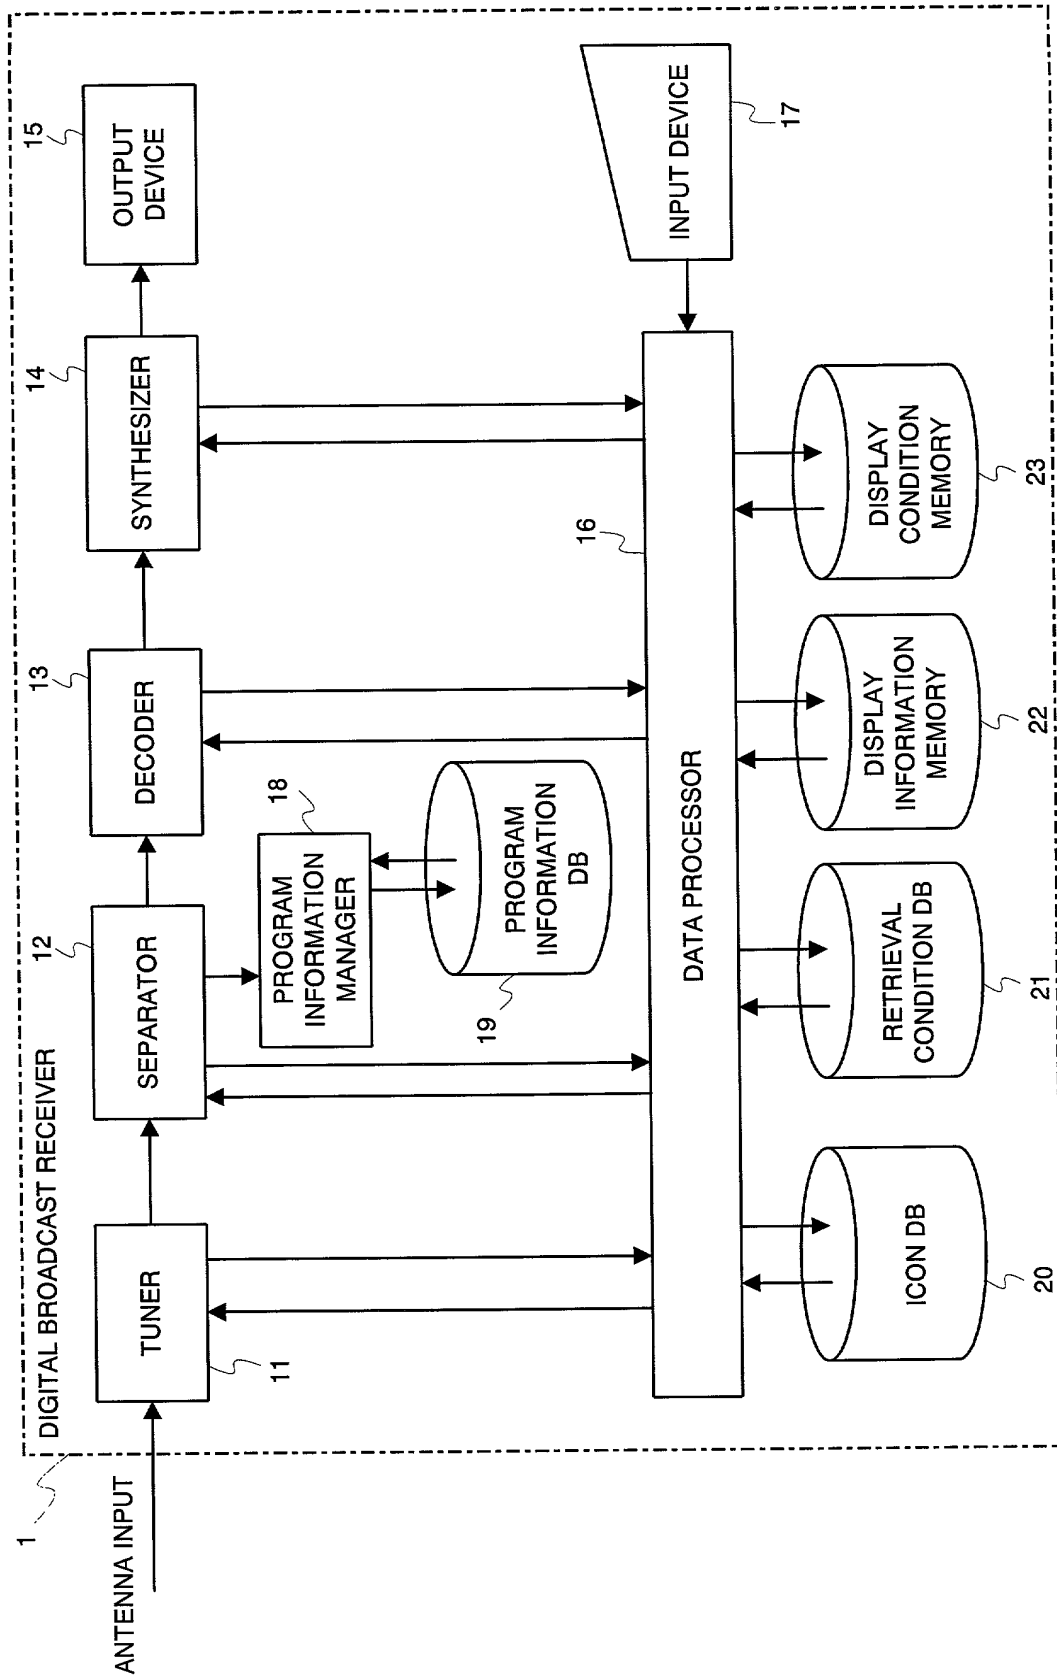 1
DIGITAL BROADCAST RECEIVER
ANTENNA INPUT
11
TUNER
12
SEPARATOR
13
DECODER
14
SYNTHESIZER
15
OUTPUT
DEVICE
18
PROGRAM
INFORMATION
MANAGER
19
PROGRAM
INFORMATION
DB
16
DATA PROCESSOR
INPUT DEVICE
17
ICON DB
20
RETRIEVAL
CONDITION DB
21
DISPLAY
INFORMATION
MEMORY
22
DISPLAY
CONDITION
MEMORY
23